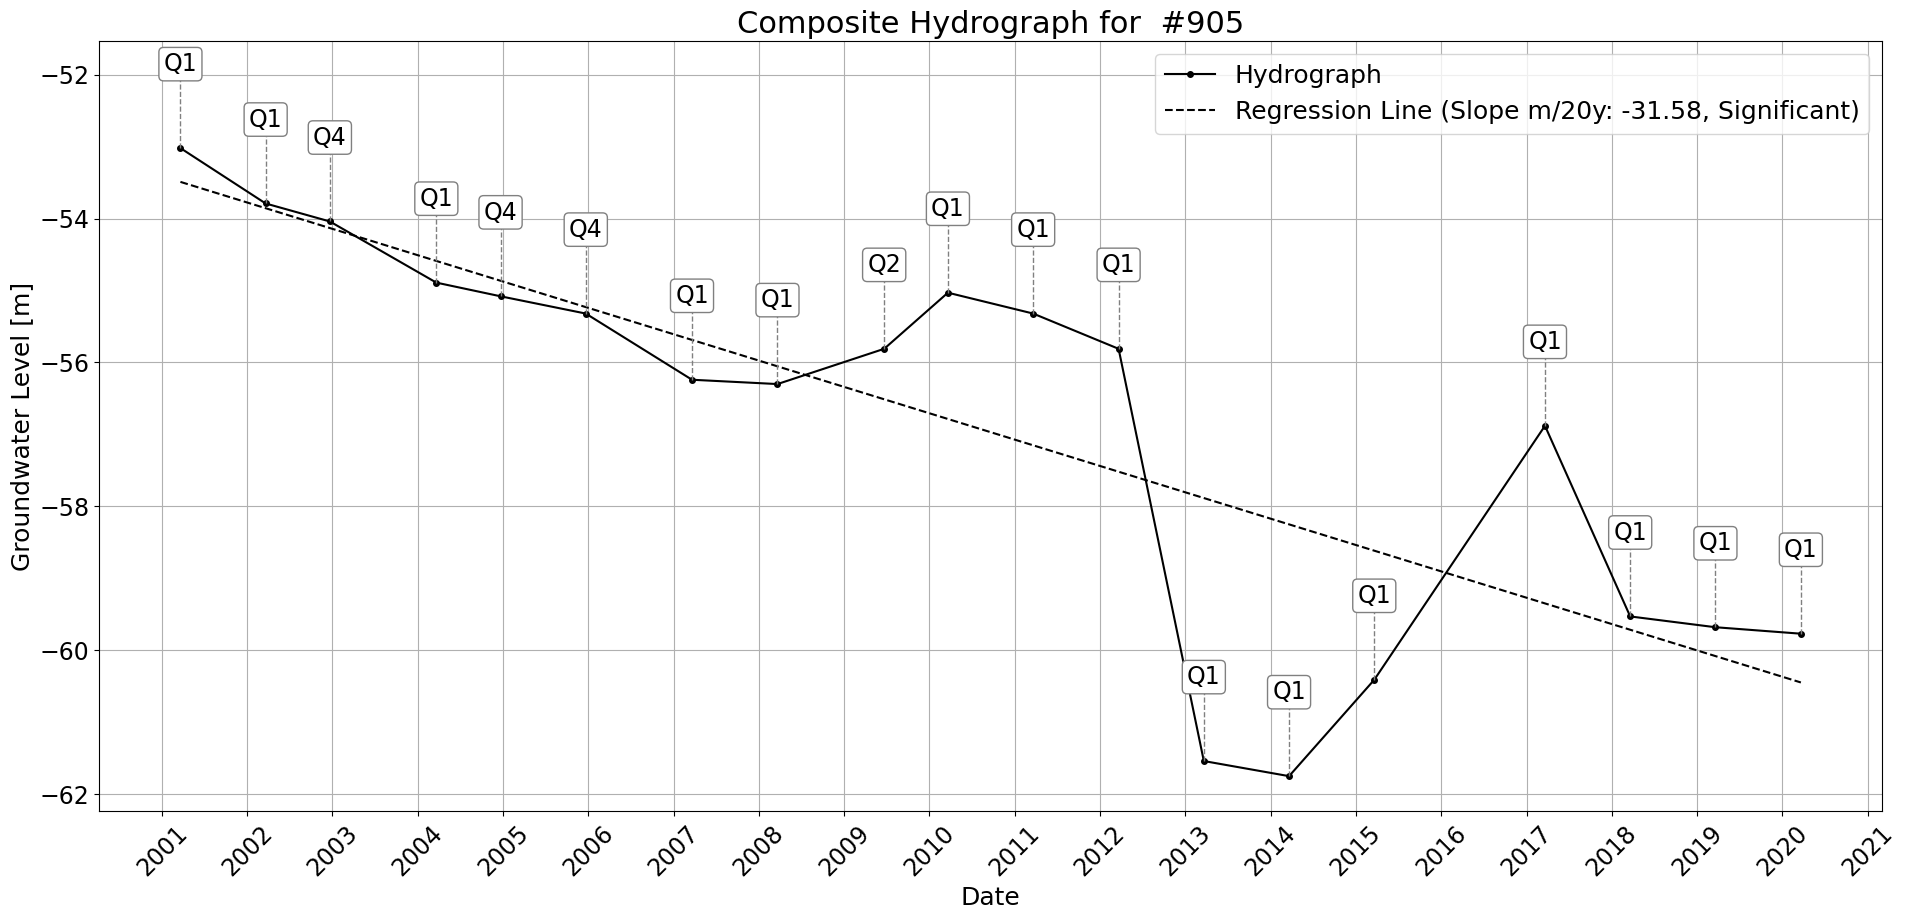 Composite Hydrograph for  #905
Hydrograph
Regression Line (Slope m/20y: -31.58, Significant)
Q1
Q1
Q4
Q1
Q4
Q4
Q1
Q1
Q2
Q1
Q1
Q1
Q1
Q1
Q1
Q1
Q1
Q1
Q1
Groundwater Level [m]
−52
−54
−56
−58
−60
−62
2001
2002
2003
2004
2005
2006
2007
2008
2009
2010
2011
2012
2013
2014
2015
2016
2017
2018
2019
2020
2021
Date